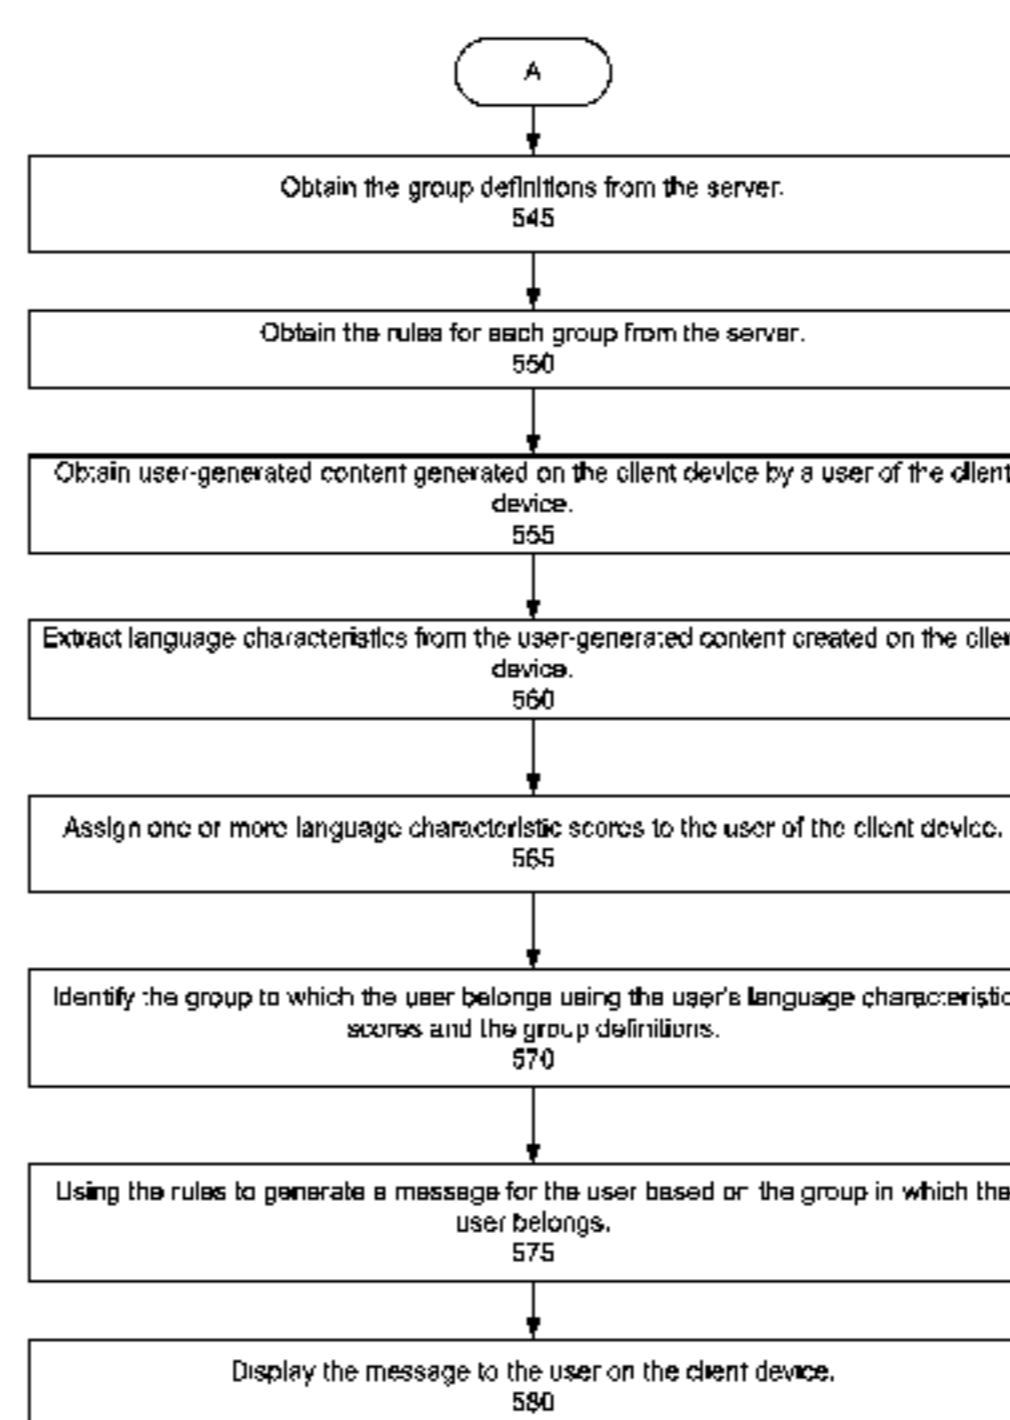 A
Obtain the group definitions from the server.
545
Obtain the rules for each group from the server.
550
Obtain user-generated content generated on the client device by a user of the client
device.
555
Extract language characteristics from the user-generated content created on the
device.
560
Assign one or more language characteristic scores to the user of the client device.
565
Identify the group to which the user belongs using the user's language characteristic
scores and the group definitions.
570
Using the rules to generate a message for the user based on the group in which the
user belongs.
575
Display the message to the user on the client device.
580